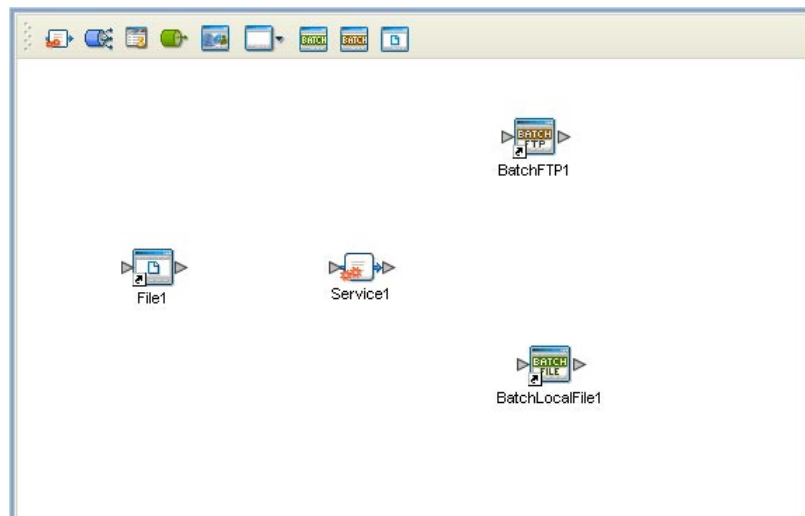 BATCH BATCH
BATCH FTP
BatchFTP1
File1
Service1
BATCH FILE
BatchLocalFile1